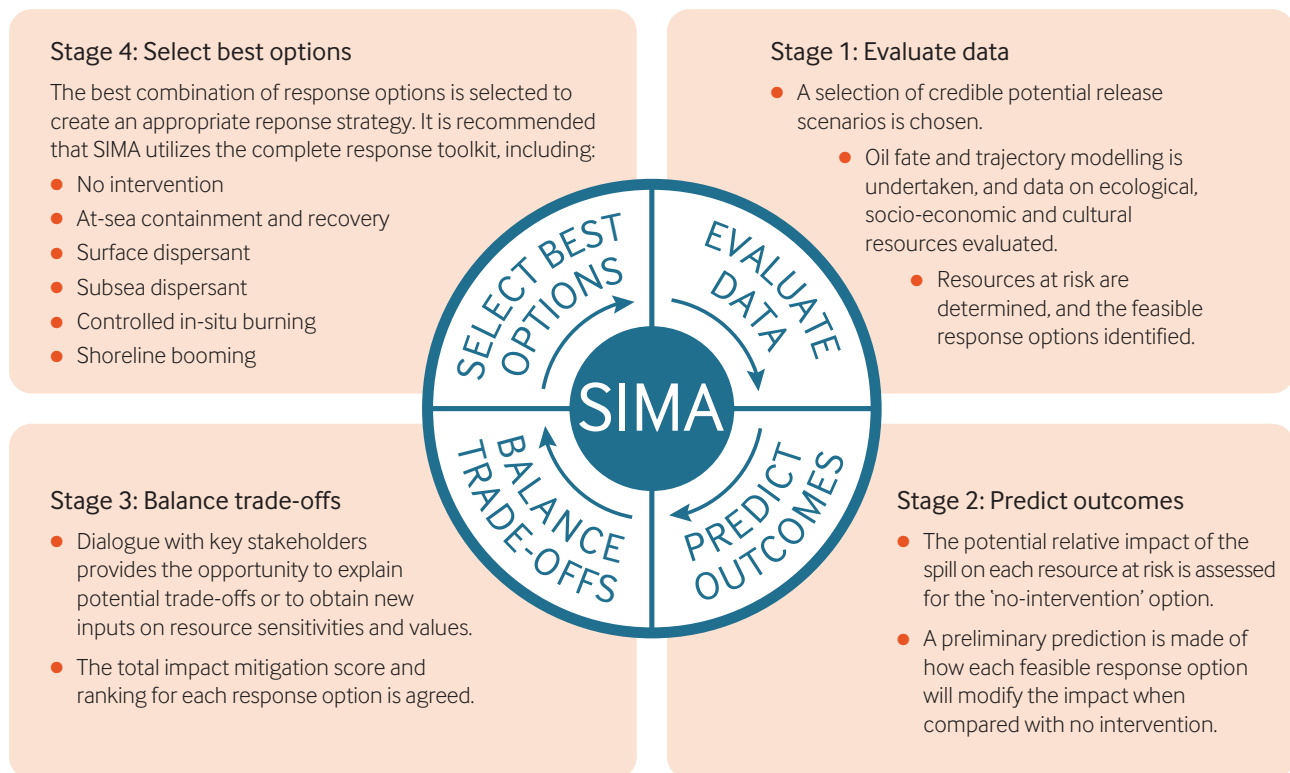 Stage 4: Select best options
The best combination of response options is selected to
create an appropriate reponse strategy. It is recommended
that SIMA utilizes the complete response toolkit, including:
● No intervention
● At-sea containment and recovery
● Surface dispersant
● Subsea dispersant
● Controlled in-situ burning
● Shoreline booming
Stage 1: Evaluate data
● A selection of credible potential release
scenarios is chosen.
● Oil fate and trajectory modelling is
undertaken, and data on ecological,
socio-economic and cultural
resources evaluated.
● Resources at risk are
determined, and the feasible
response options identified.
SELECT BEST
OPTIONS
EVALUATE
DATA
SIMA
BALANCE
TRADE-OFFS
PREDICT
OUTCOMES
Stage 3: Balance trade-offs
● Dialogue with key stakeholders
provides the opportunity to explain
potential trade-offs or to obtain new
inputs on resource sensitivities and values.
● The total impact mitigation score and
ranking for each response option is agreed.
Stage 2: Predict outcomes
● The potential relative impact of the
spill on each resource at risk is assessed
for the ‘no-intervention’ option.
● A preliminary prediction is made of
how each feasible response option
will modify the impact when
compared with no intervention.